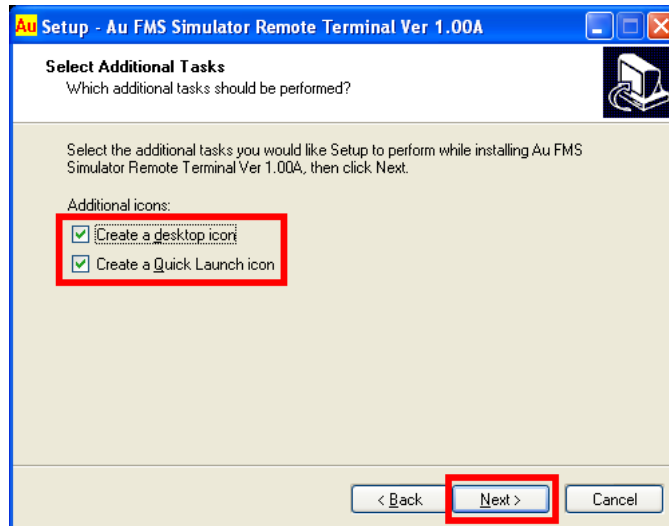 Au Setup - Au FMS Simulator Remote Terminal Ver 1.00A
Select Additional Tasks
Which additional tasks should be performed?
Select the additional tasks you would like Setup to perform while installing Au FMS
Simulator Remote Terminal Ver 1.00A, then click Next.
Additional icons:
Create a desktop icon
Create a Quick Launch icon
< Back
Next >
Cancel